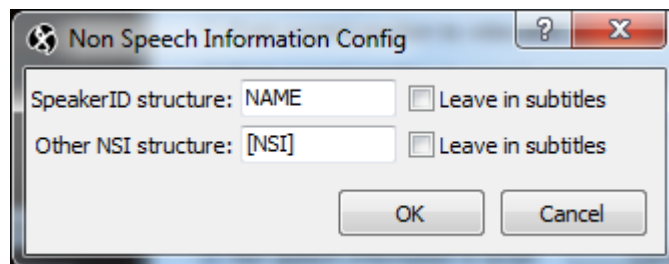 Non Speech Information Config
SpeakerID structure: NAME Leave in subtitles
Other NSI structure: [NSI] Leave in subtitles
OK Cancel